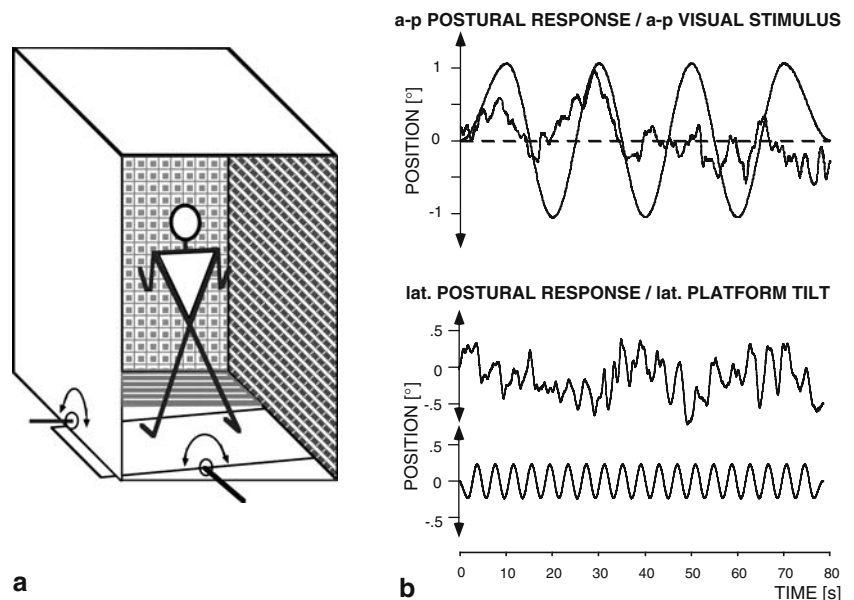 a-p POSTURAL RESPONSE / a-p VISUAL STIMULUS
POSITION [°]
1
0
-1
lat. POSTURAL RESPONSE / lat. PLATFORM TILT
POSITION [°]
.5
0
-.5
.5
0
-.5
0 10 20 30 40 50 60 70 80
TIME [s]
a
b